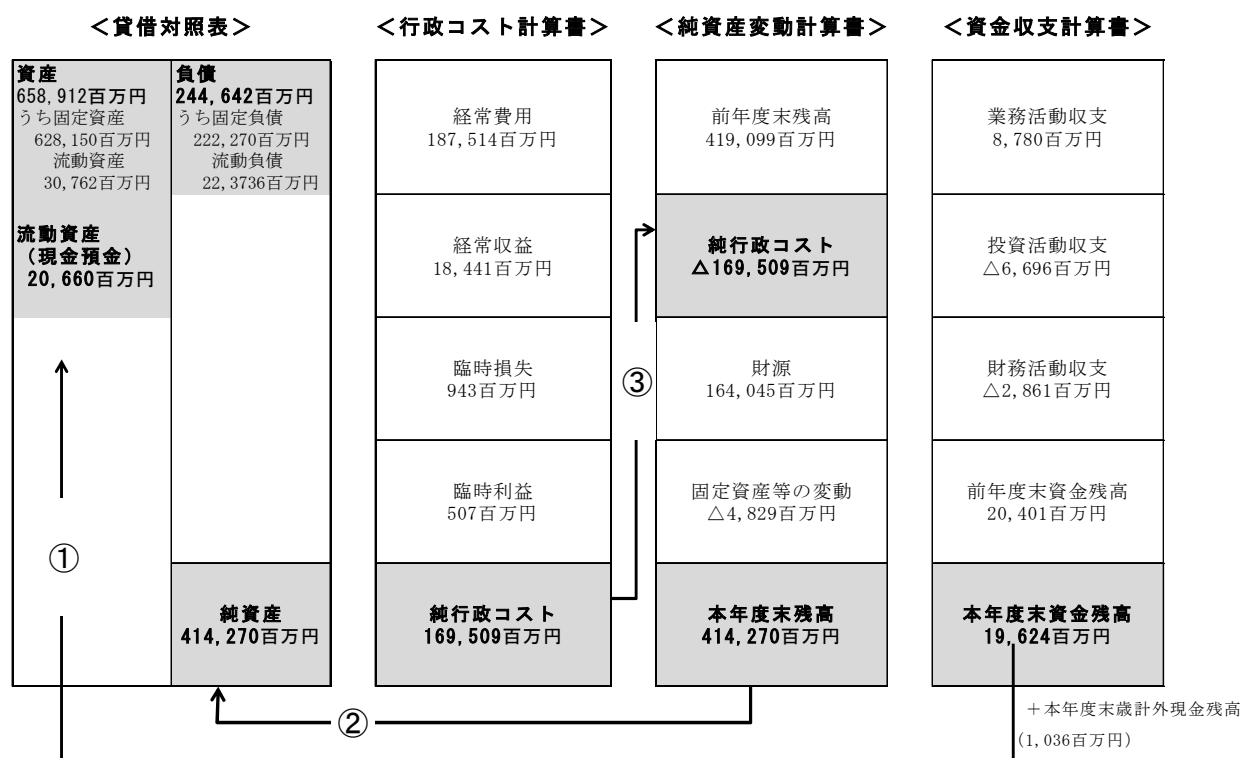 ＜貸借対照表＞
資産
658,912百万円
うち固定資産
628,150百万円
流動資産
30,762百万円
流動資産
（現金預金）
20,660百万円
負債
244,642百万円
うち固定負債
222,270百万円
流動負債
22,3736百万円
純資産
414,270百万円
①
＜行政コスト計算書＞
経常費用
187,514百万円
経常収益
18,441百万円
臨時損失
943百万円
臨時利益
507百万円
純行政コスト
169,509百万円
②
③
＜純資産変動計算書＞
前年度末残高
419,099百万円
純行政コスト
△169,509百万円
財源
164,045百万円
固定資産等の変動
△4,829百万円
本年度末残高
414,270百万円
＜資金収支計算書＞
業務活動収支
8,780百万円
投資活動収支
△6,696百万円
財務活動収支
△2,861百万円
前年度末資金残高
20,401百万円
本年度末資金残高
19,624百万円
＋本年度末歳計外現金残高
(1,036百万円)